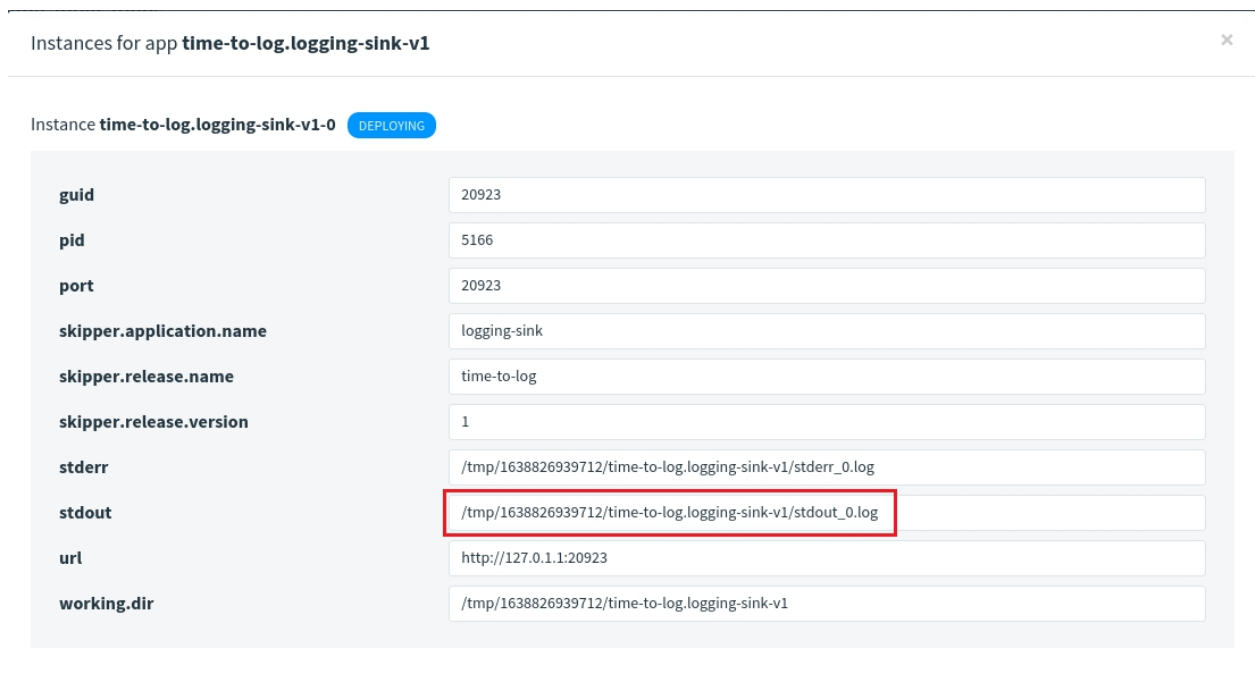 Instances for app time-to-log.logging-sink-v1 ×
Instance time-to-log.logging-sink-v1-0 DEPLOYING
guid 20923
pid 5166
port 20923
skipper.application.name logging-sink
skipper.release.name time-to-log
skipper.release.version 1
stderr /tmp/1638826939712/time-to-log.logging-sink-v1/stderr_0.log
stdout /tmp/1638826939712/time-to-log.logging-sink-v1/stdout_0.log
url http://127.0.1.1:20923
working.dir /tmp/1638826939712/time-to-log.logging-sink-v1